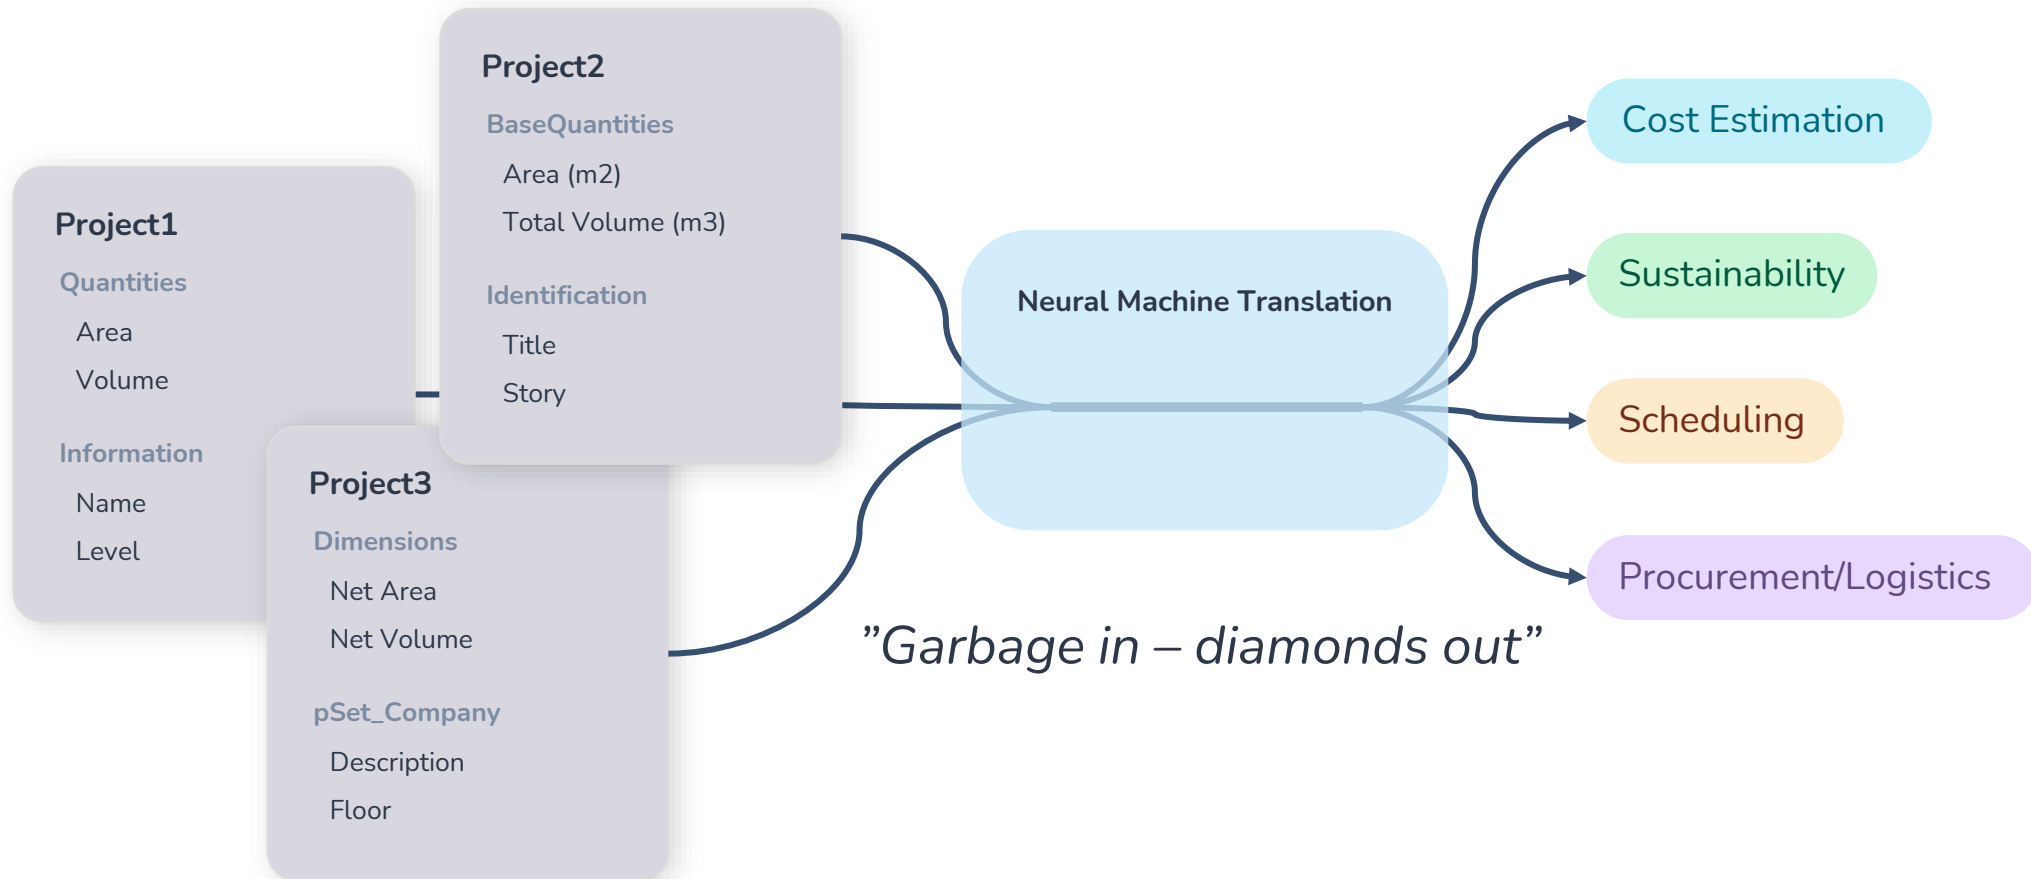 Project1
Quantities
Area
Volume
Information
Name
Level
Project2
BaseQuantities
Area (m2)
Total Volume (m3)
Identification
Title
Story
Project3
Dimensions
Net Area
Net Volume
pSet_Company
Description
Floor
Neural Machine Translation
”Garbage in – diamonds out”
Cost Estimation
Sustainability
Scheduling
Procurement/Logistics